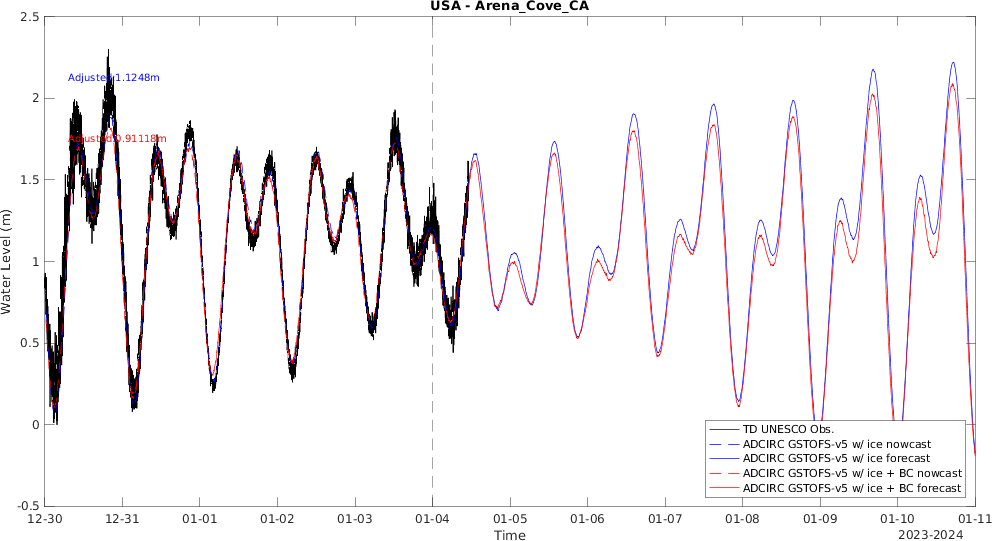 USA - Arena_Cove_CA
2.5
2
1.5
1
0.5
0
-0.5
Water Level (m)
Adjusted 1.1248m
Adjusted 0.91118m
TD UNESCO Obs.
ADCIRC GSTOFS-v5 w/ ice nowcast
ADCIRC GSTOFS-v5 w/ ice forecast
ADCIRC GSTOFS-v5 w/ ice + BC nowcast
ADCIRC GSTOFS-v5 w/ ice + BC forecast
12-30 12-31 01-01 01-02 01-03 01-04 01-05 01-06 01-07 01-08 01-09 01-10 01-11
Time
2023-2024